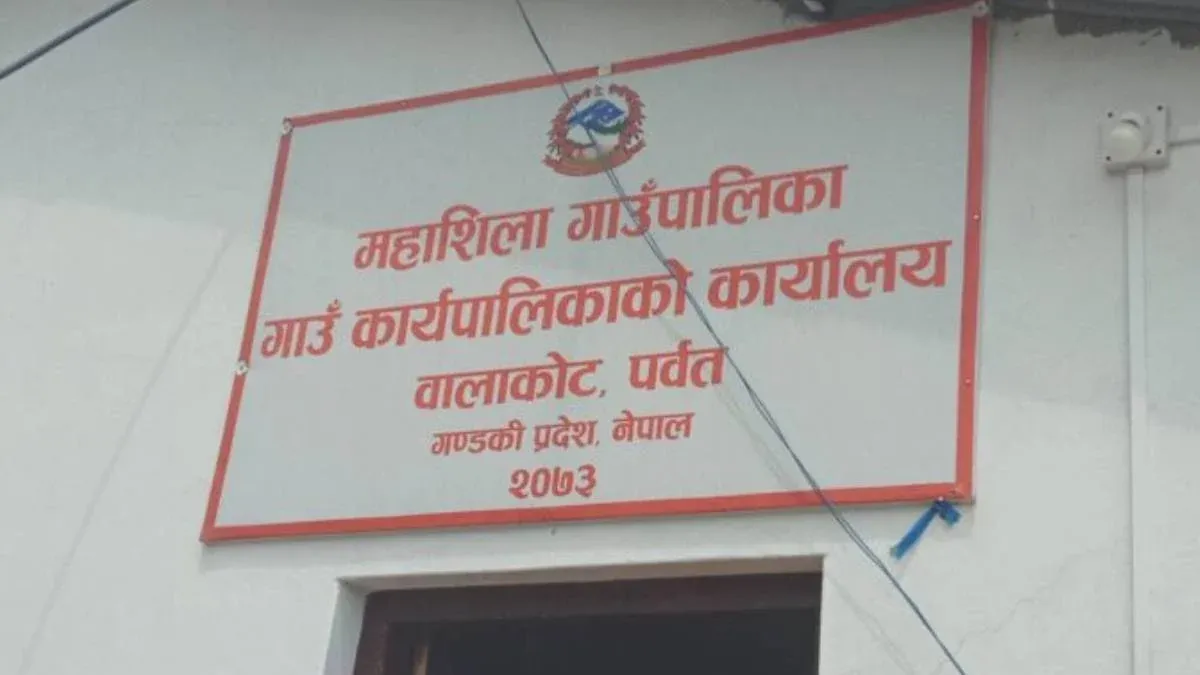 महाशिला गाउँपालिका
गाउँ कार्यपालिकाको कार्यालय
वालाकोट, पर्वत
गण्डकी प्रदेश, नेपाल
२०७३